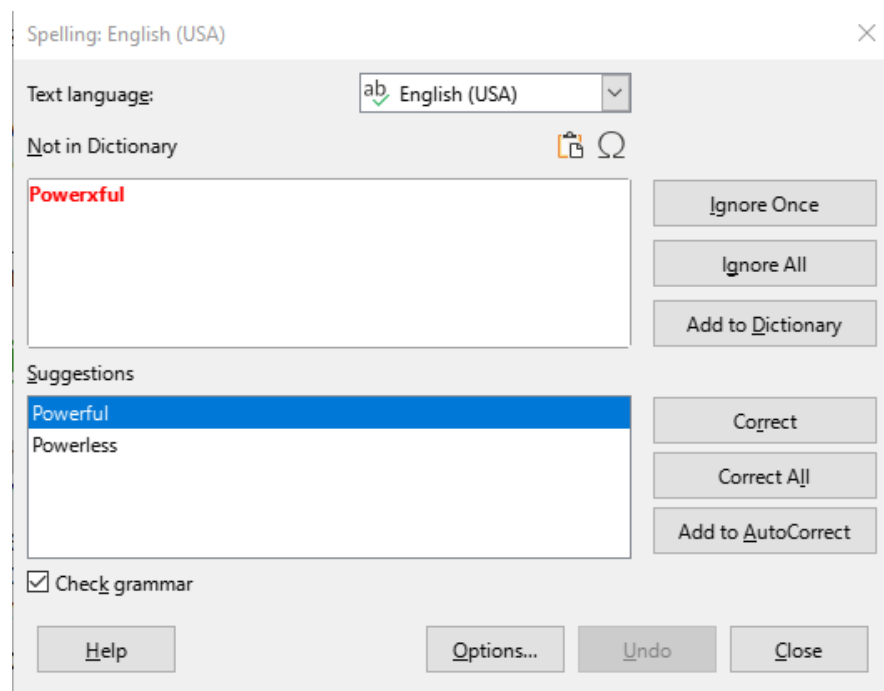 Spelling: English (USA)
Text language:
ab English (USA)
Not in Dictionary
Ω
Powerxful
Ignore Once
Ignore All
Add to Dictionary
Suggestions
Powerful
Powerless
Correct
Correct All
Add to AutoCorrect
Check grammar
Help
Options...
Undo
Close